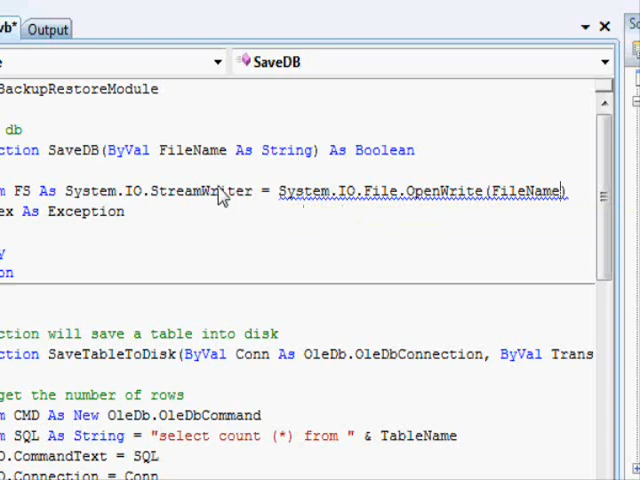 vb* Output
e SaveDB
BackupRestoreModule
db
ction SaveDB(ByVal FileName As String) As Boolean
m FS As System.IO.StreamWriter = System.IO.File.OpenWrite(FileName)
ex As Exception
y
on
ction will save a table into disk
ction SaveTableToDisk(ByVal Conn As OleDb.OleDbConnection, ByVal Trans
get the number of rows
m CMD As New OleDb.OleDbCommand
m SQL As String = "select count (*) from " & TableName
O.CommandText = SQL
O.Connection = Conn
So